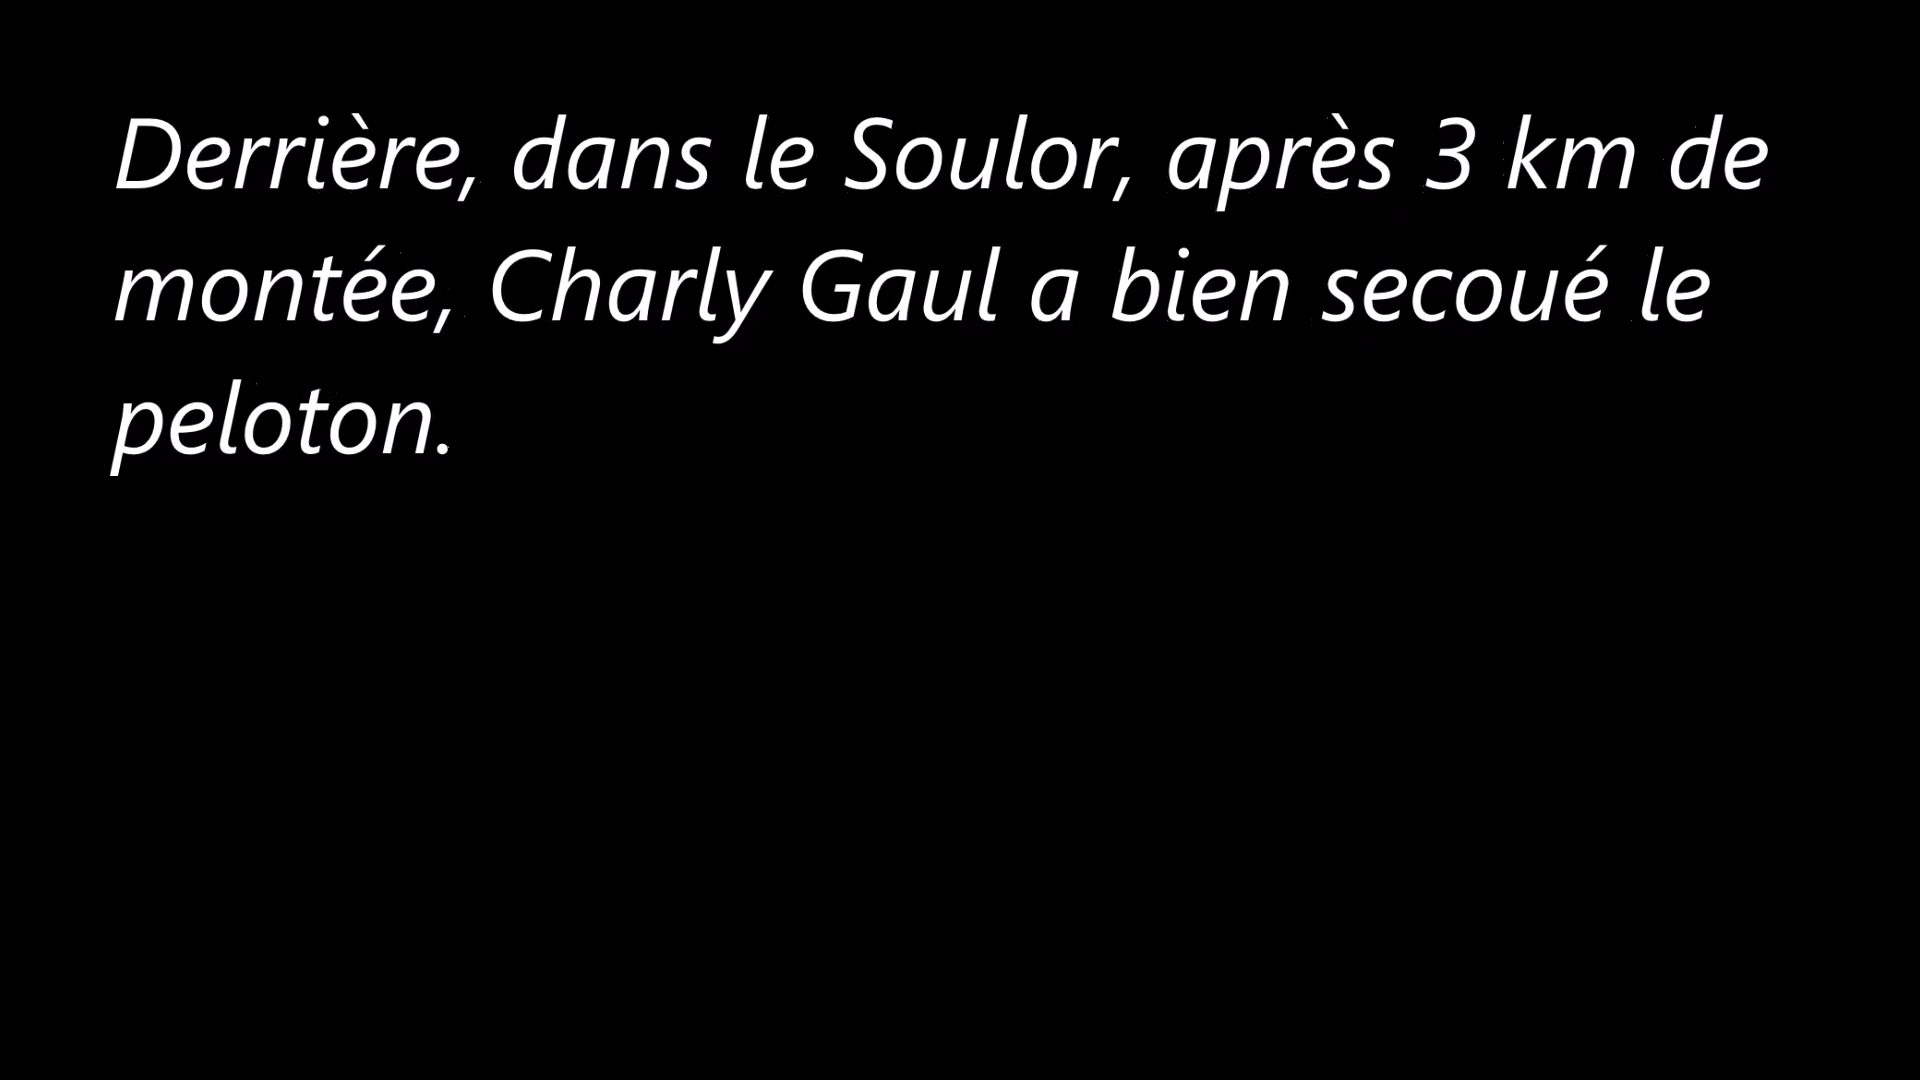 Derrière, dans le Soulor, après 3 km de
montée, Charly Gaul a bien secoué le
peloton.